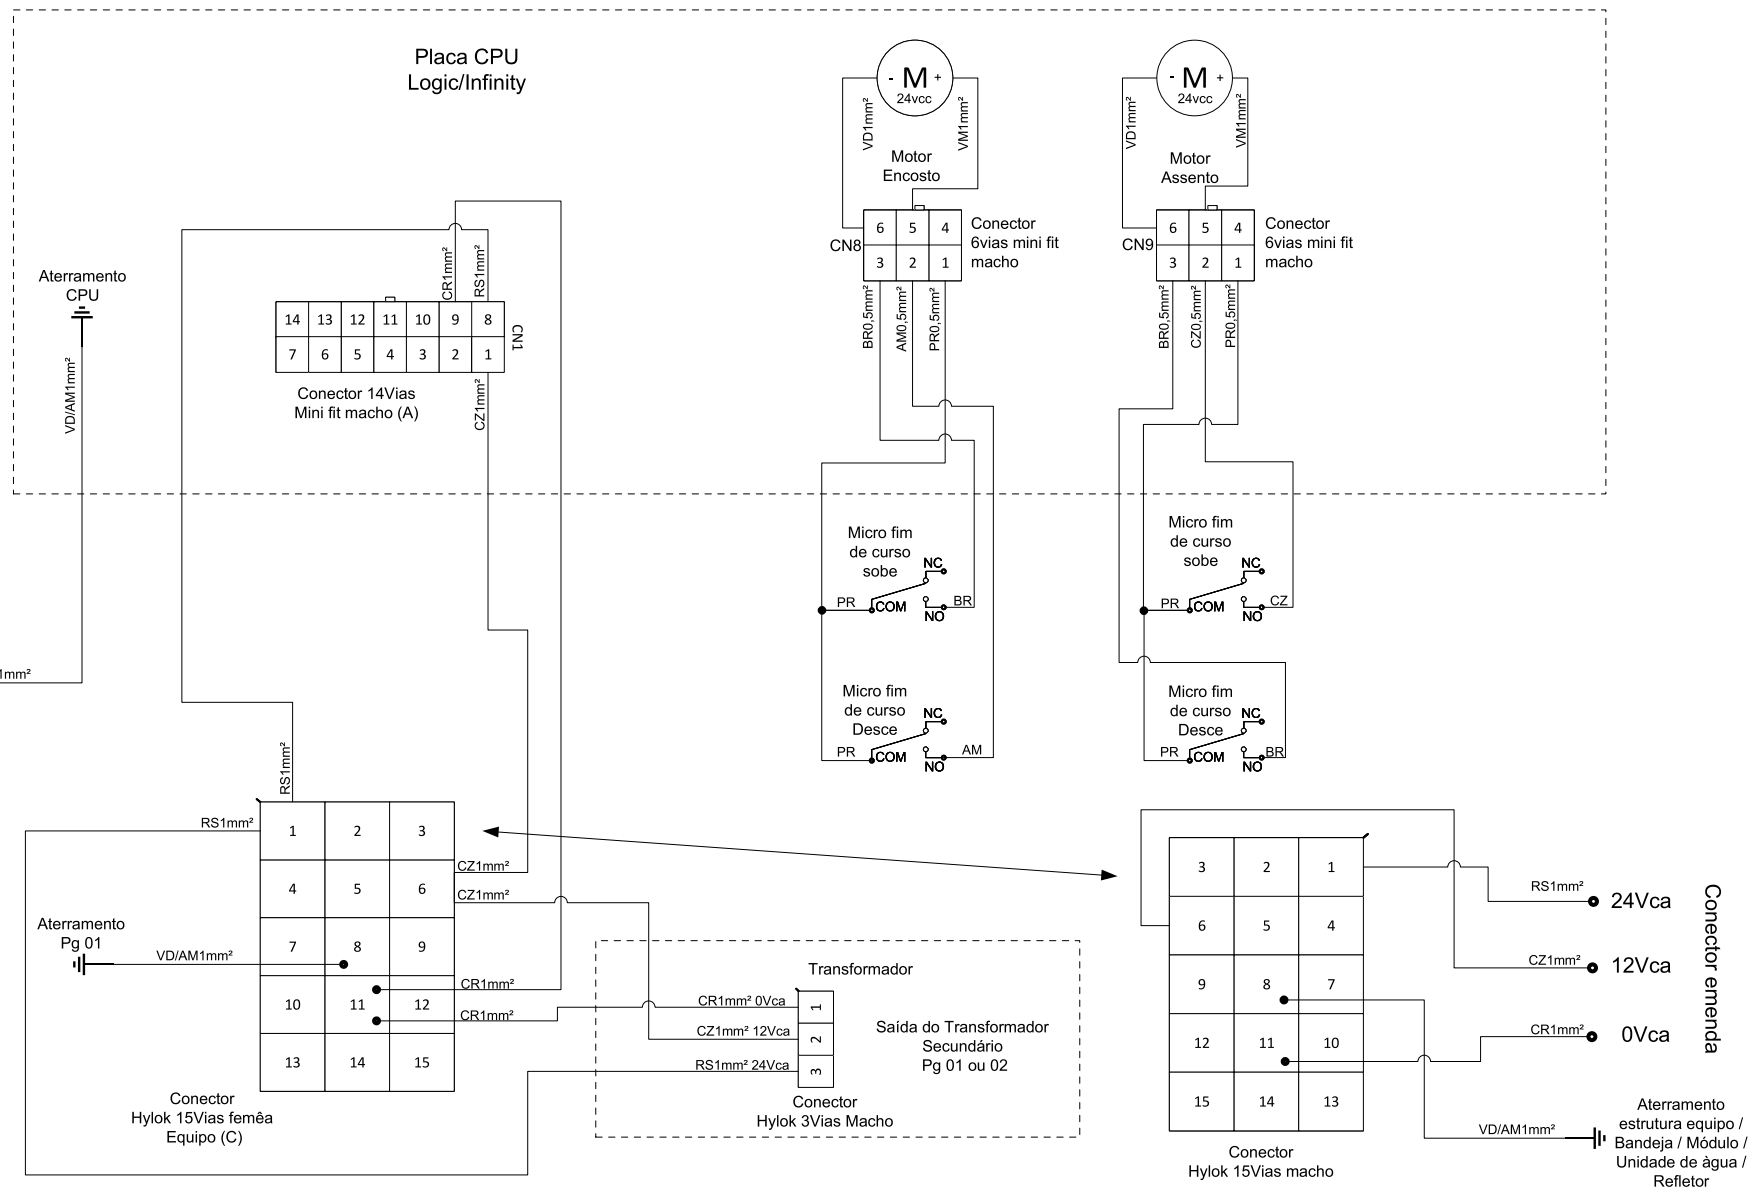 Placa CPU
Logic/Infinity
- M +
24vcc
VD1mm²
VM1mm²
Motor
Encosto
6 5 4
3 2 1
CN8
Conector
6vias mini fit
macho
BR0,5mm²
AM0,5mm²
PR0,5mm²
- M +
24vcc
VD1mm²
VM1mm²
Motor
Assento
6 5 4
3 2 1
CN9
Conector
6vias mini fit
macho
BR0,5mm²
CZ0,5mm²
PR0,5mm²
Aterramento
CPU
VD/AM1mm²
CR1mm²
RS1mm²
14 13 12 11 10 9 8
7 6 5 4 3 2 1
CN1
Conector 14Vias
Mini fit macho (A)
CZ1mm²
1mm²
Micro fim
de curso
sobe
NC
PR
COM
BR
NO
Micro fim
de curso
Desce
NC
PR
COM
AM
NO
Micro fim
de curso
sobe
NC
PR
COM
CZ
NO
Micro fim
de curso
Desce
NC
PR
COM
BR
NO
RS1mm²
RS1mm²
1 2 3
4 5 6
7 8 9
10 11 12
13 14 15
CZ1mm²
CZ1mm²
Aterramento
Pg 01
VD/AM1mm²
CR1mm²
CR1mm²
Conector
Hylok 15Vias femêa
Equipo (C)
Transformador
CR1mm² 0Vca
CZ1mm² 12Vca
RS1mm² 24Vca
1
2
3
Saída do Transformador
Secundário
Pg 01 ou 02
Conector
Hylok 3Vias Macho
3 2 1
6 5 4
9 8 7
12 11 10
15 14 13
Conector
Hylok 15Vias macho
RS1mm²
24Vca
CZ1mm²
12Vca
CR1mm²
0Vca
Conector emenda
VD/AM1mm²
Aterramento
estrutura equipo /
Bandeja / Módulo /
Unidade de àgua /
Refletor